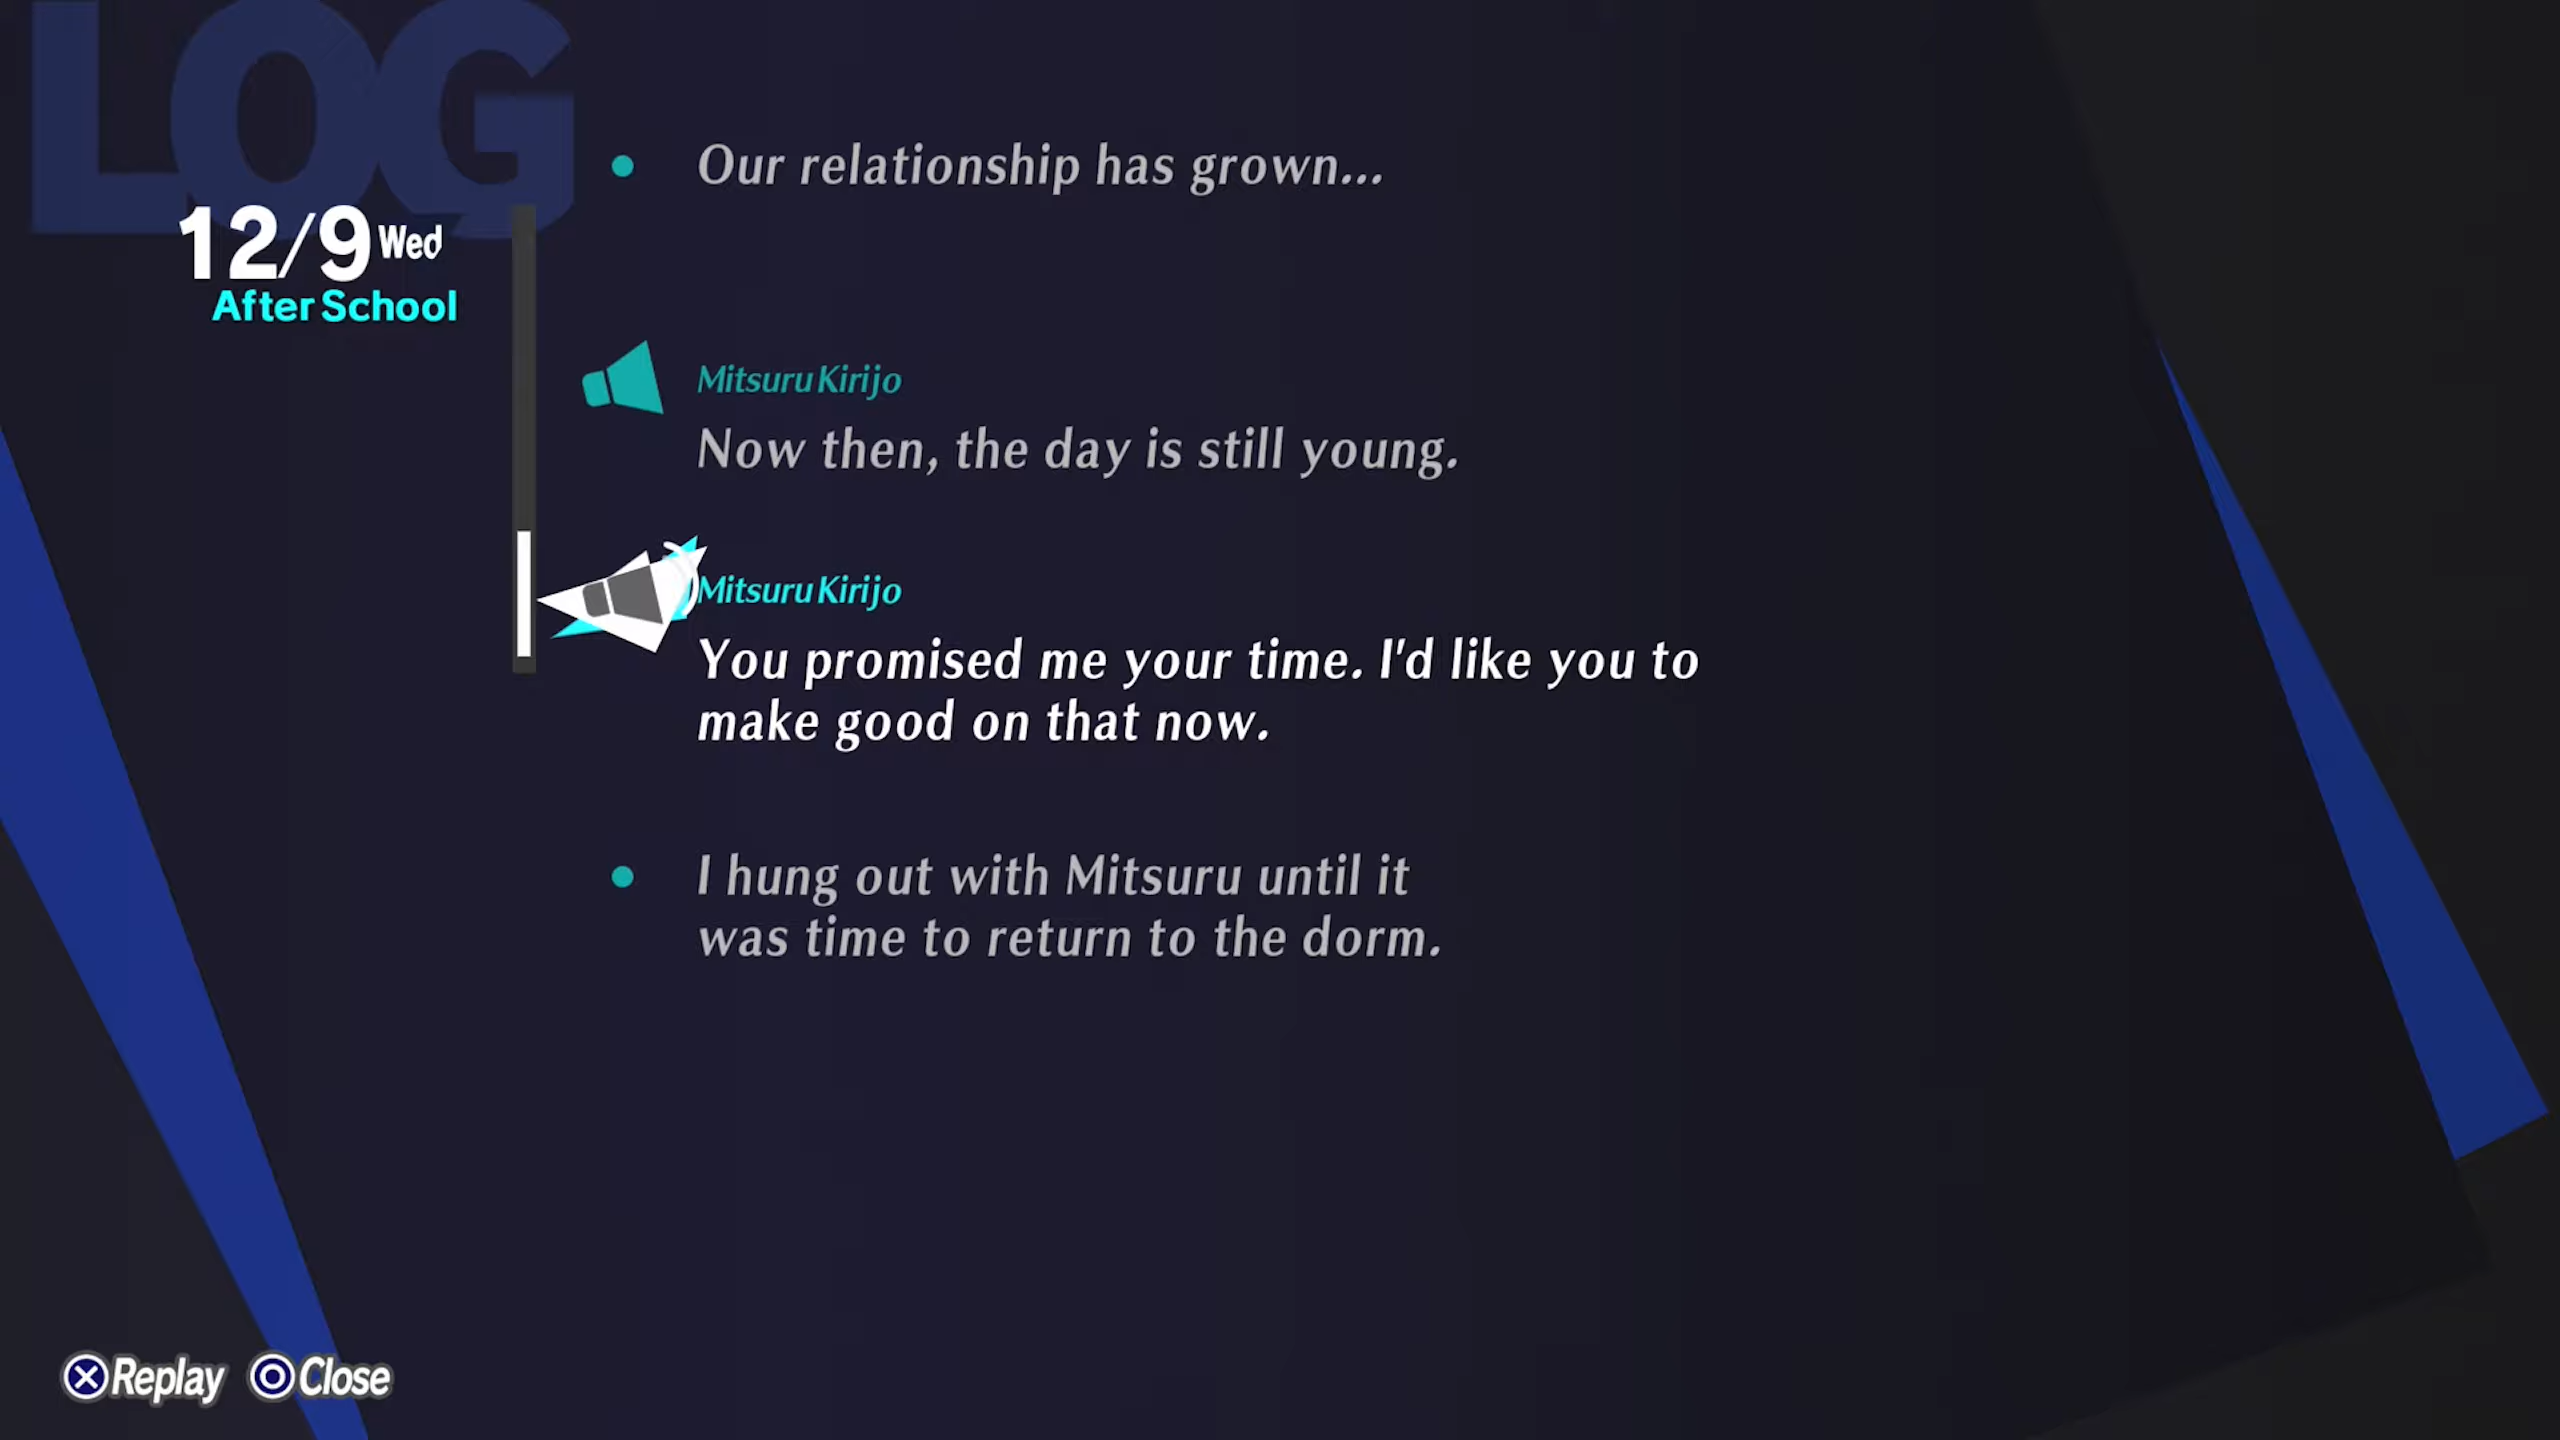 LOG
12/9 Wed
After School
Our relationship has grown...
Mitsuru Kirijo
Now then, the day is still young.
Mitsuru Kirijo
You promised me your time. I'd like you to
make good on that now.
I hung out with Mitsuru until it
was time to return to the dorm.
Replay Close